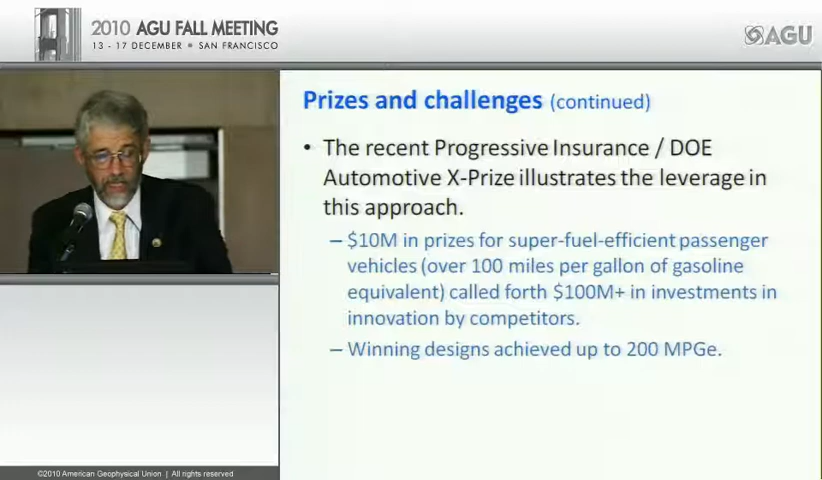 2010 AGU FALL MEETING
13 - 17 DECEMBER • SAN FRANCISCO
AGU
Prizes and challenges (continued)
• The recent Progressive Insurance / DOE
Automotive X-Prize illustrates the leverage in
this approach.
– $10M in prizes for super-fuel-efficient passenger
vehicles (over 100 miles per gallon of gasoline
equivalent) called forth $100M+ in investments in
innovation by competitors.
– Winning designs achieved up to 200 MPGe.
©2010 American Geophysical Union | All rights reserved